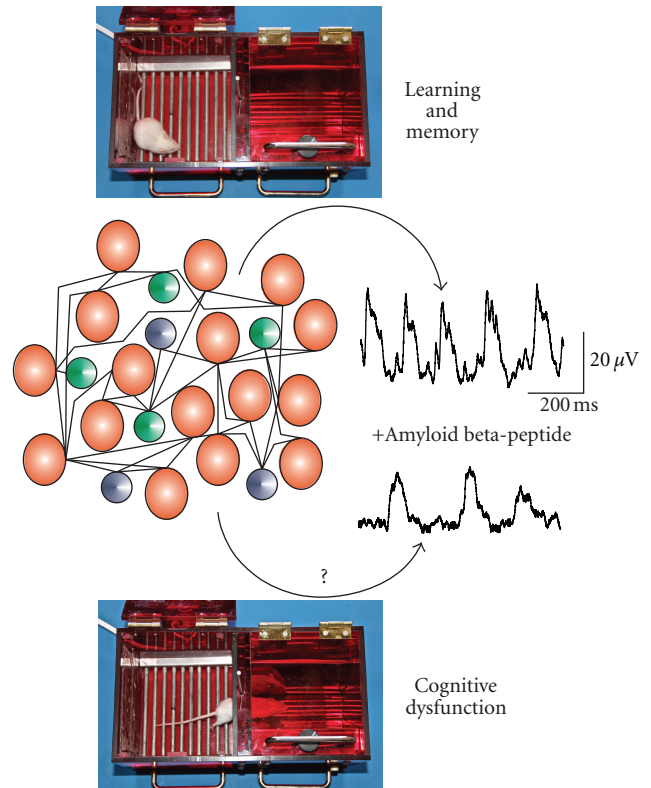 Learning
and
memory
20 μV
200 ms
+Amyloid beta-peptide
?
Cognitive
dysfunction